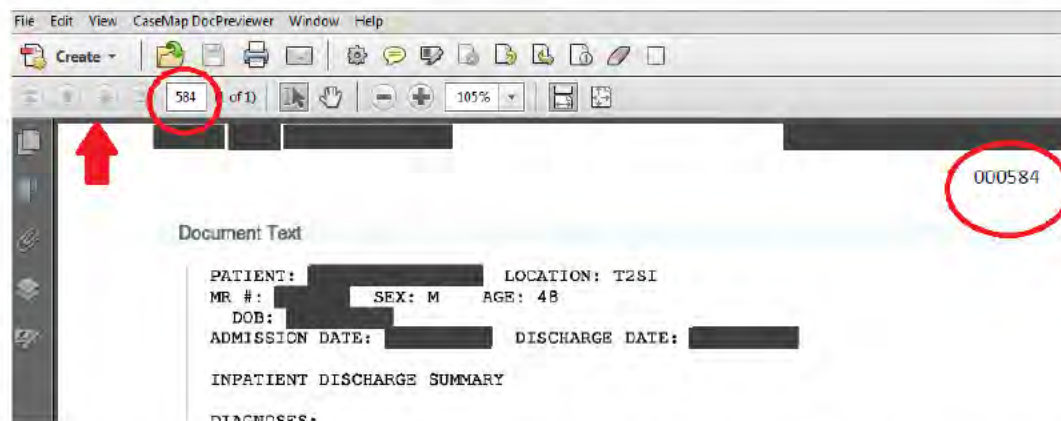 File Edit View CaseMap DocPreviewer Window Help
Create
584 of 1) 105%
000584
Document Text
PATIENT: LOCATION: T2SI
MR #: SEX: M AGE: 48
DOB:
ADMISSION DATE: DISCHARGE DATE:
INPATIENT DISCHARGE SUMMARY
DIAGNOSES: